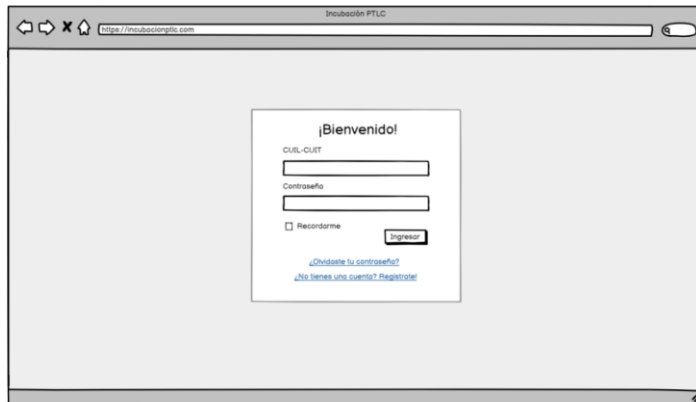 Incubación PTLC
https://incubacionptlc.com
¡Bienvenido!
CUIL-CUIT
Contraseña
Recordarme
Ingresar
¿Olvidaste tu contraseña?
¿No tienes una cuenta? Registrate!